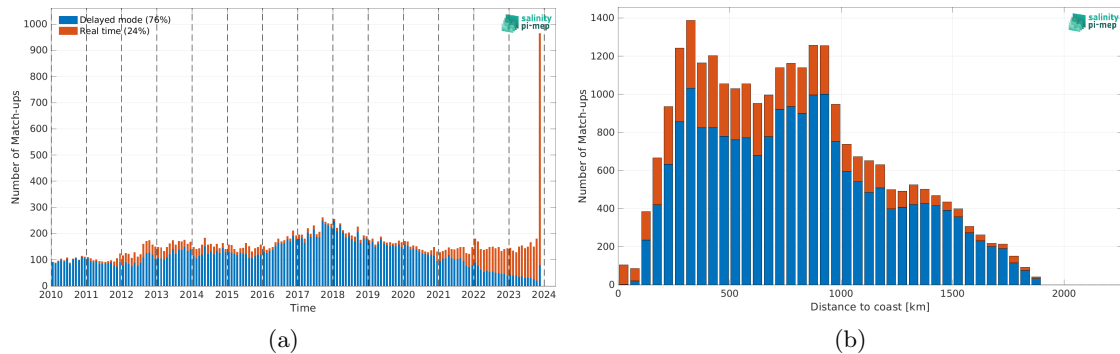 Delayed mode (76%)
Real time (24%)
salinity
pi-mep
Number of Match-ups
1000
900
800
700
600
500
400
300
200
100
0
2010 2011 2012 2013 2014 2015 2016 2017 2018 2019 2020 2021 2022 2023 2024
Time
(a)
salinity
pi-mep
Number of Match-ups
1400
1200
1000
800
600
400
200
0
0 500 1000 1500 2000
Distance to coast [km]
(b)